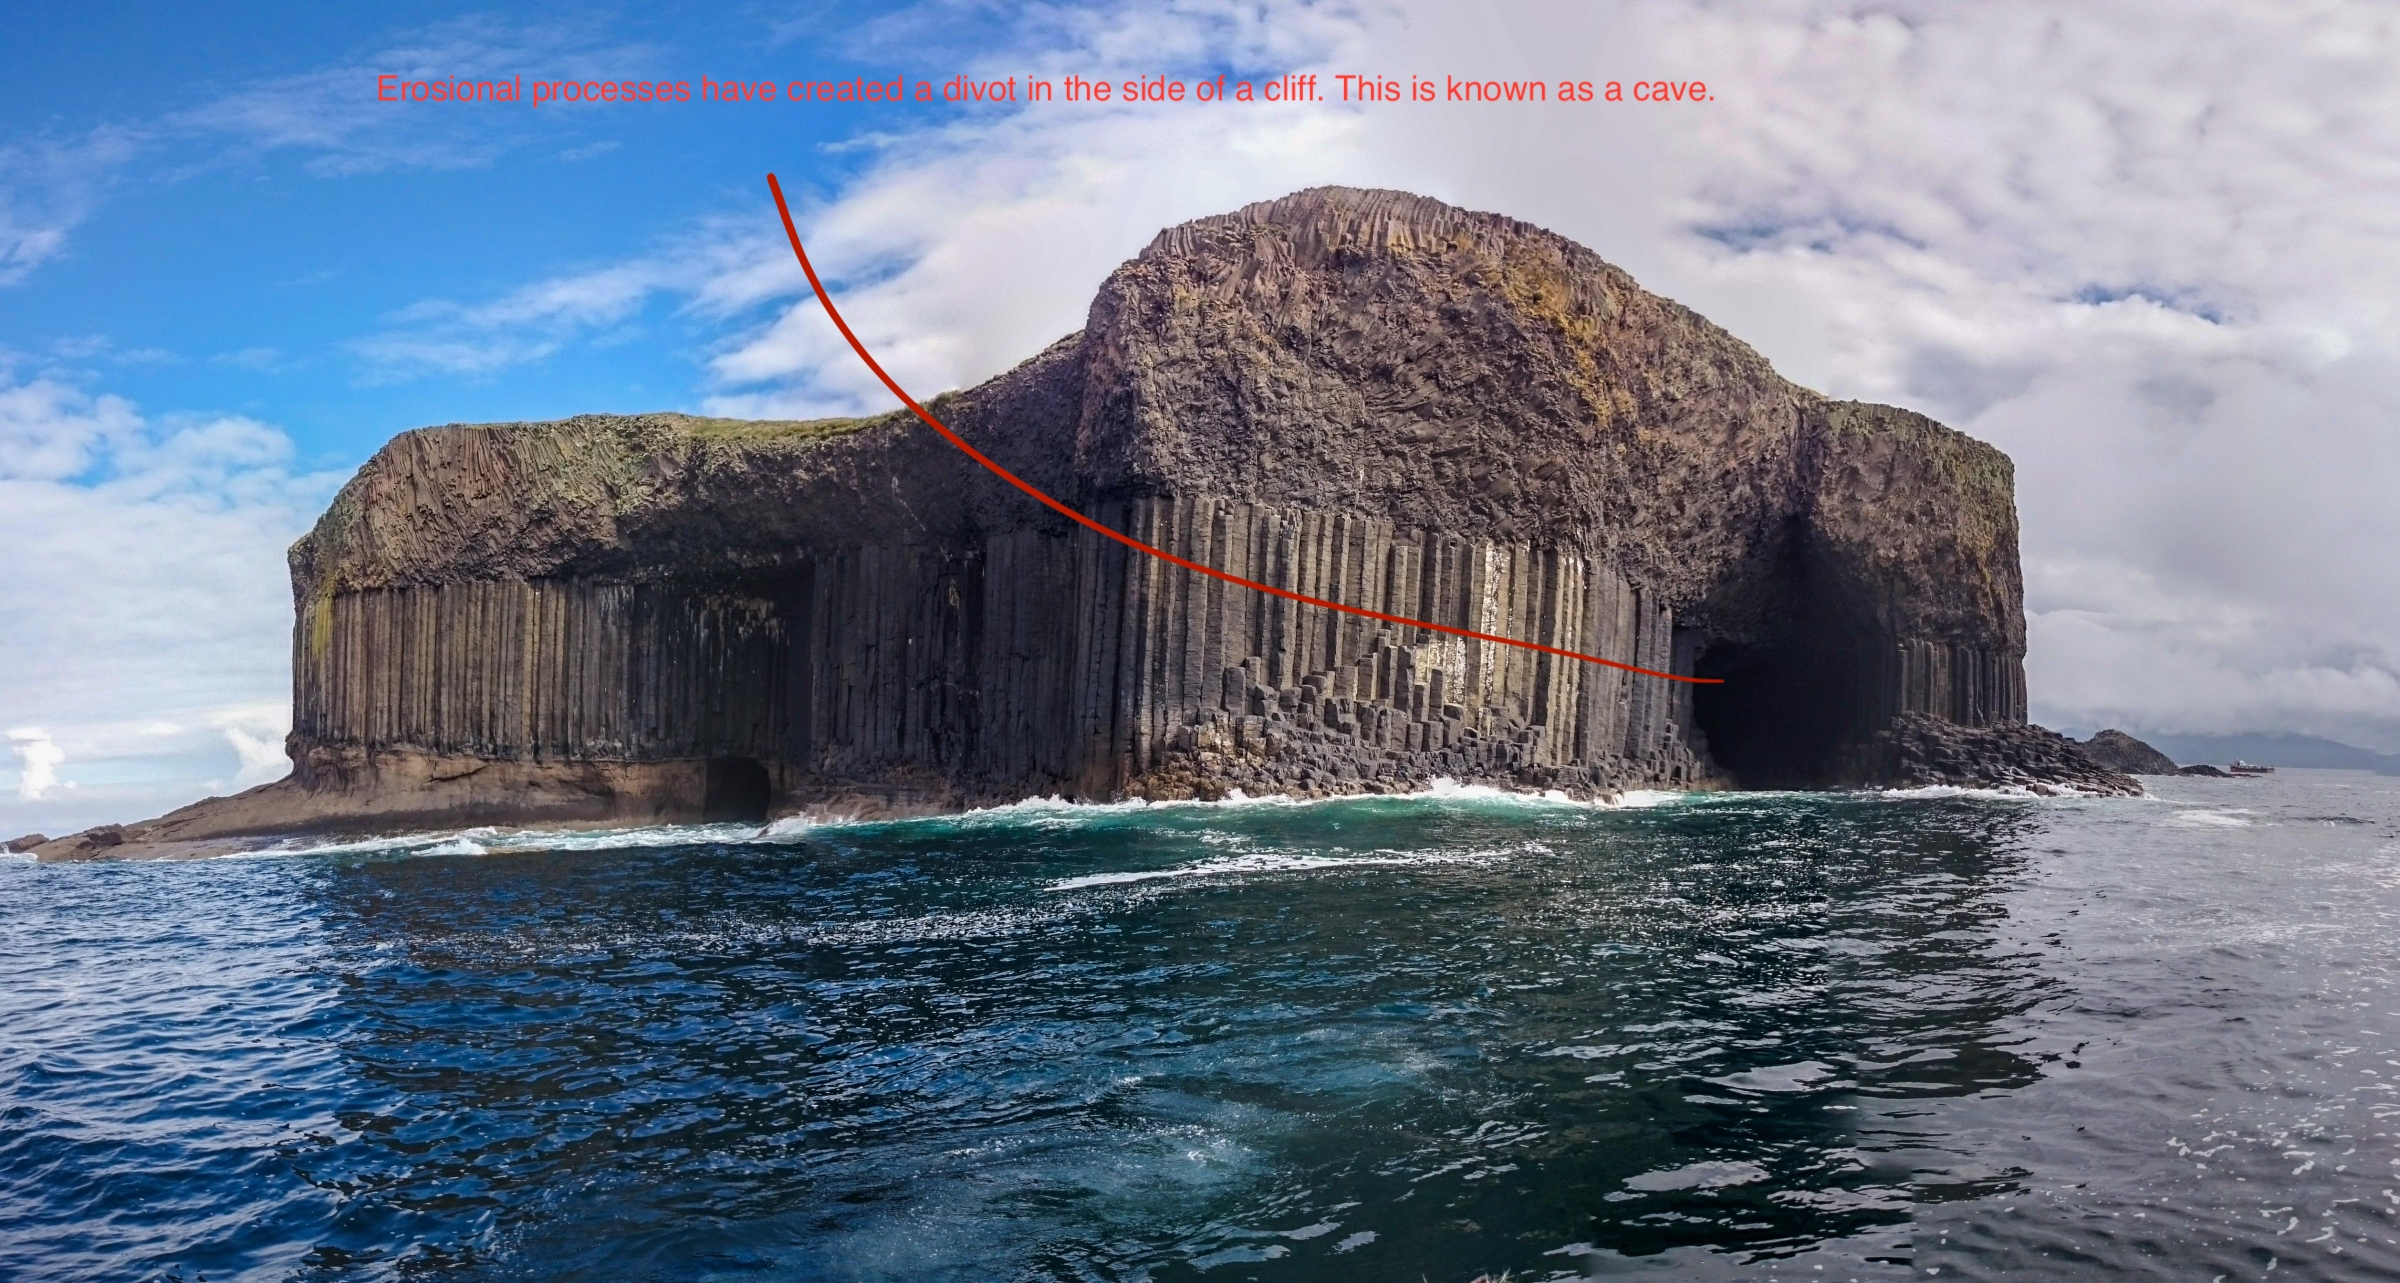 Erosional processes have created a divot in the side of a cliff. This is known as a cave.